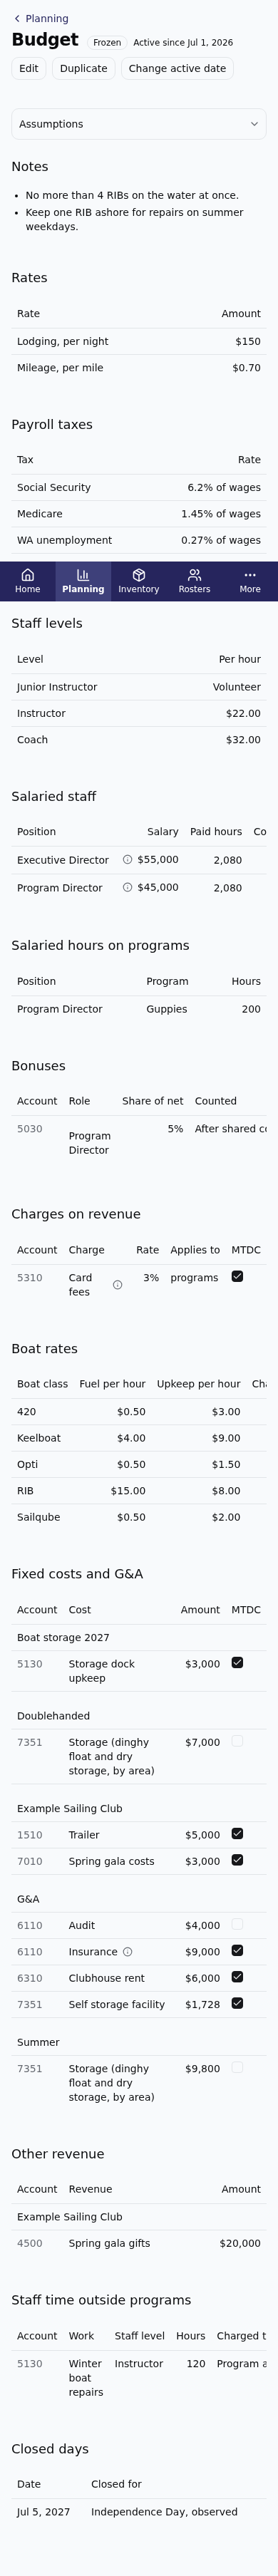 Planning
Budget Frozen Active since Jul 1, 2026
Edit Duplicate Change active date
Assumptions
Notes
• No more than 4 RIBs on the water at once.
• Keep one RIB ashore for repairs on summer
weekdays.
Rates
Rate Amount
Lodging, per night $150
Mileage, per mile $0.70
Payroll taxes
Tax Rate
Social Security 6.2% of wages
Medicare 1.45% of wages
WA unemployment 0.27% of wages
Home Planning Inventory Rosters More
Staff levels
Level Per hour
Junior Instructor Volunteer
Instructor $22.00
Coach $32.00
Salaried staff
Position Salary Paid hours Co
Executive Director $55,000 2,080
Program Director $45,000 2,080
Salaried hours on programs
Position Program Hours
Program Director Guppies 200
Bonuses
Account Role Share of net Counted
5030 Program 5% After shared co
Director
Charges on revenue
Account Charge Rate Applies to MTDC
5310 Card 3% programs
fees
Boat rates
Boat class Fuel per hour Upkeep per hour Cha
420 $0.50 $3.00
Keelboat $4.00 $9.00
Opti $0.50 $1.50
RIB $15.00 $8.00
Sailqube $0.50 $2.00
Fixed costs and G&A
Account Cost Amount MTDC
Boat storage 2027
5130 Storage dock $3,000
upkeep
Doublehanded
7351 Storage (dinghy $7,000
float and dry
storage, by area)
Example Sailing Club
1510 Trailer $5,000
7010 Spring gala costs $3,000
G&A
6110 Audit $4,000
6110 Insurance $9,000
6310 Clubhouse rent $6,000
7351 Self storage facility $1,728
Summer
7351 Storage (dinghy $9,800
float and dry
storage, by area)
Other revenue
Account Revenue Amount
Example Sailing Club
4500 Spring gala gifts $20,000
Staff time outside programs
Account Work Staff level Hours Charged t
5130 Winter Instructor 120 Program a
boat
repairs
Closed days
Date Closed for
Jul 5, 2027 Independence Day, observed